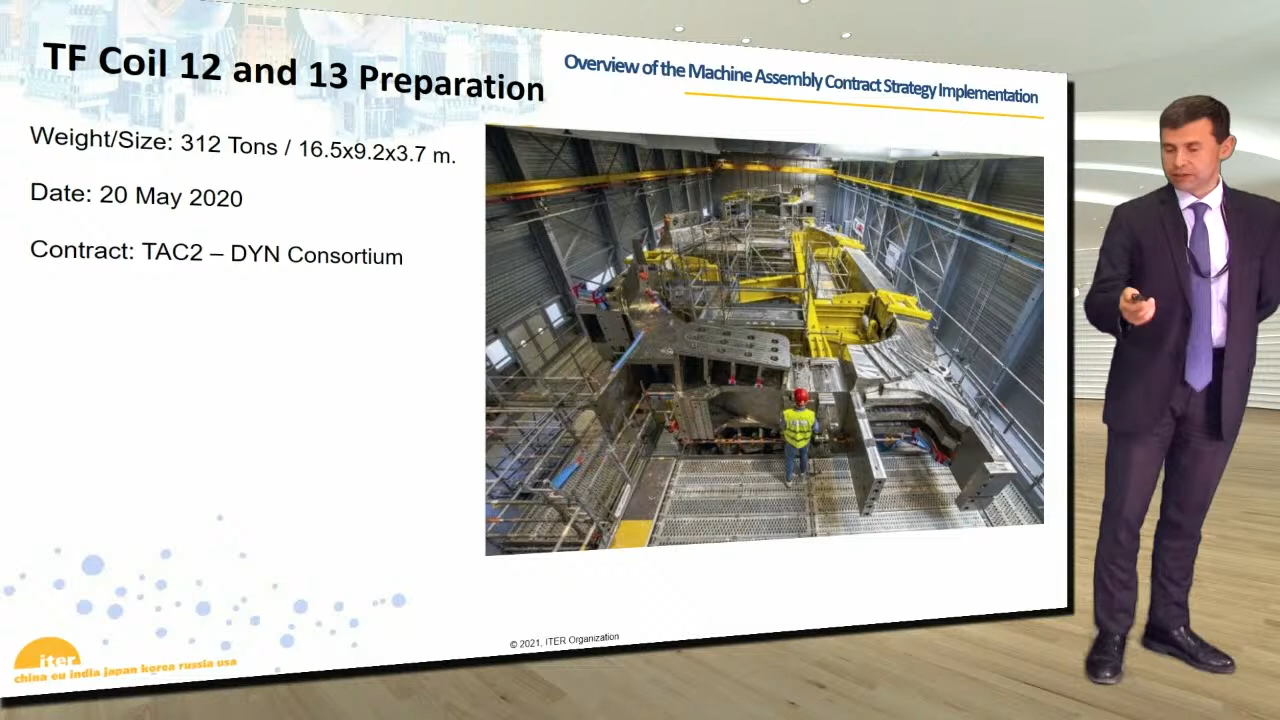 TF Coil 12 and 13 Preparation
Overview of the Machine Assembly Contract Strategy Implementation
Weight/Size: 312 Tons / 16.5x9.2x3.7 m.
Date: 20 May 2020
Contract: TAC2 – DYN Consortium
© 2021, ITER Organization
iter
china eu india japan korea russia usa